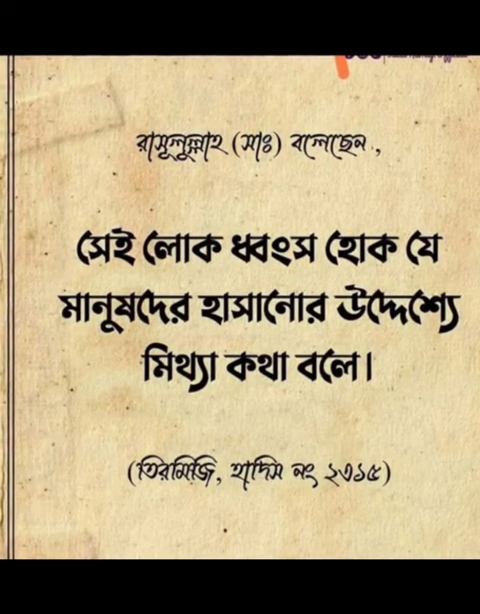 রাসূলুল্লাহ (সাঃ) বলেছেন,
সেই লোক ধ্বংস হোক যে
মানুষদের হাসানোর উদ্দেশ্যে
মিথ্যা কথা বলে।
(তিরমিজি, হাদিস নং ২৩১৫)